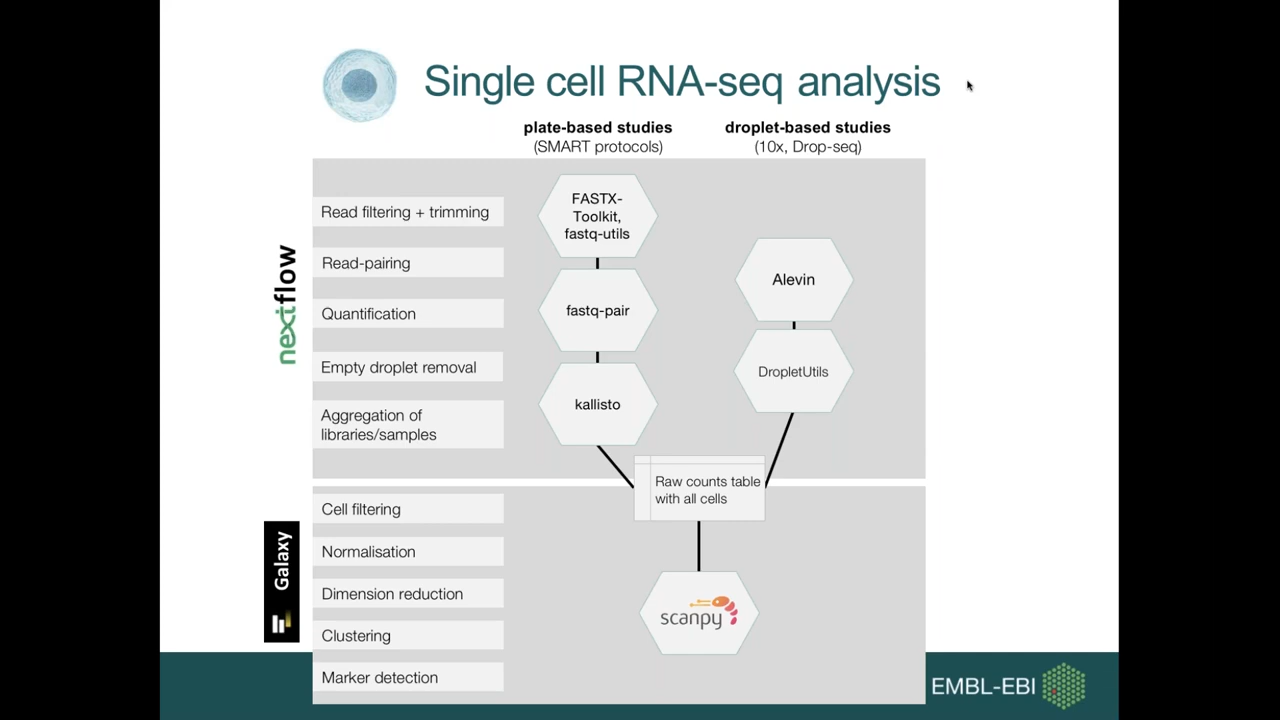 Single cell RNA-seq analysis
plate-based studies
(SMART protocols)
droplet-based studies
(10x, Drop-seq)
nextflow
Read filtering + trimming
Read-pairing
Quantification
Empty droplet removal
Aggregation of
libraries/samples
FASTX-
Toolkit,
fastq-utils
fastq-pair
kallisto
Alevin
DropletUtils
Raw counts table
with all cells
Galaxy
Cell filtering
Normalisation
Dimension reduction
Clustering
Marker detection
scanpy
EMBL-EBI